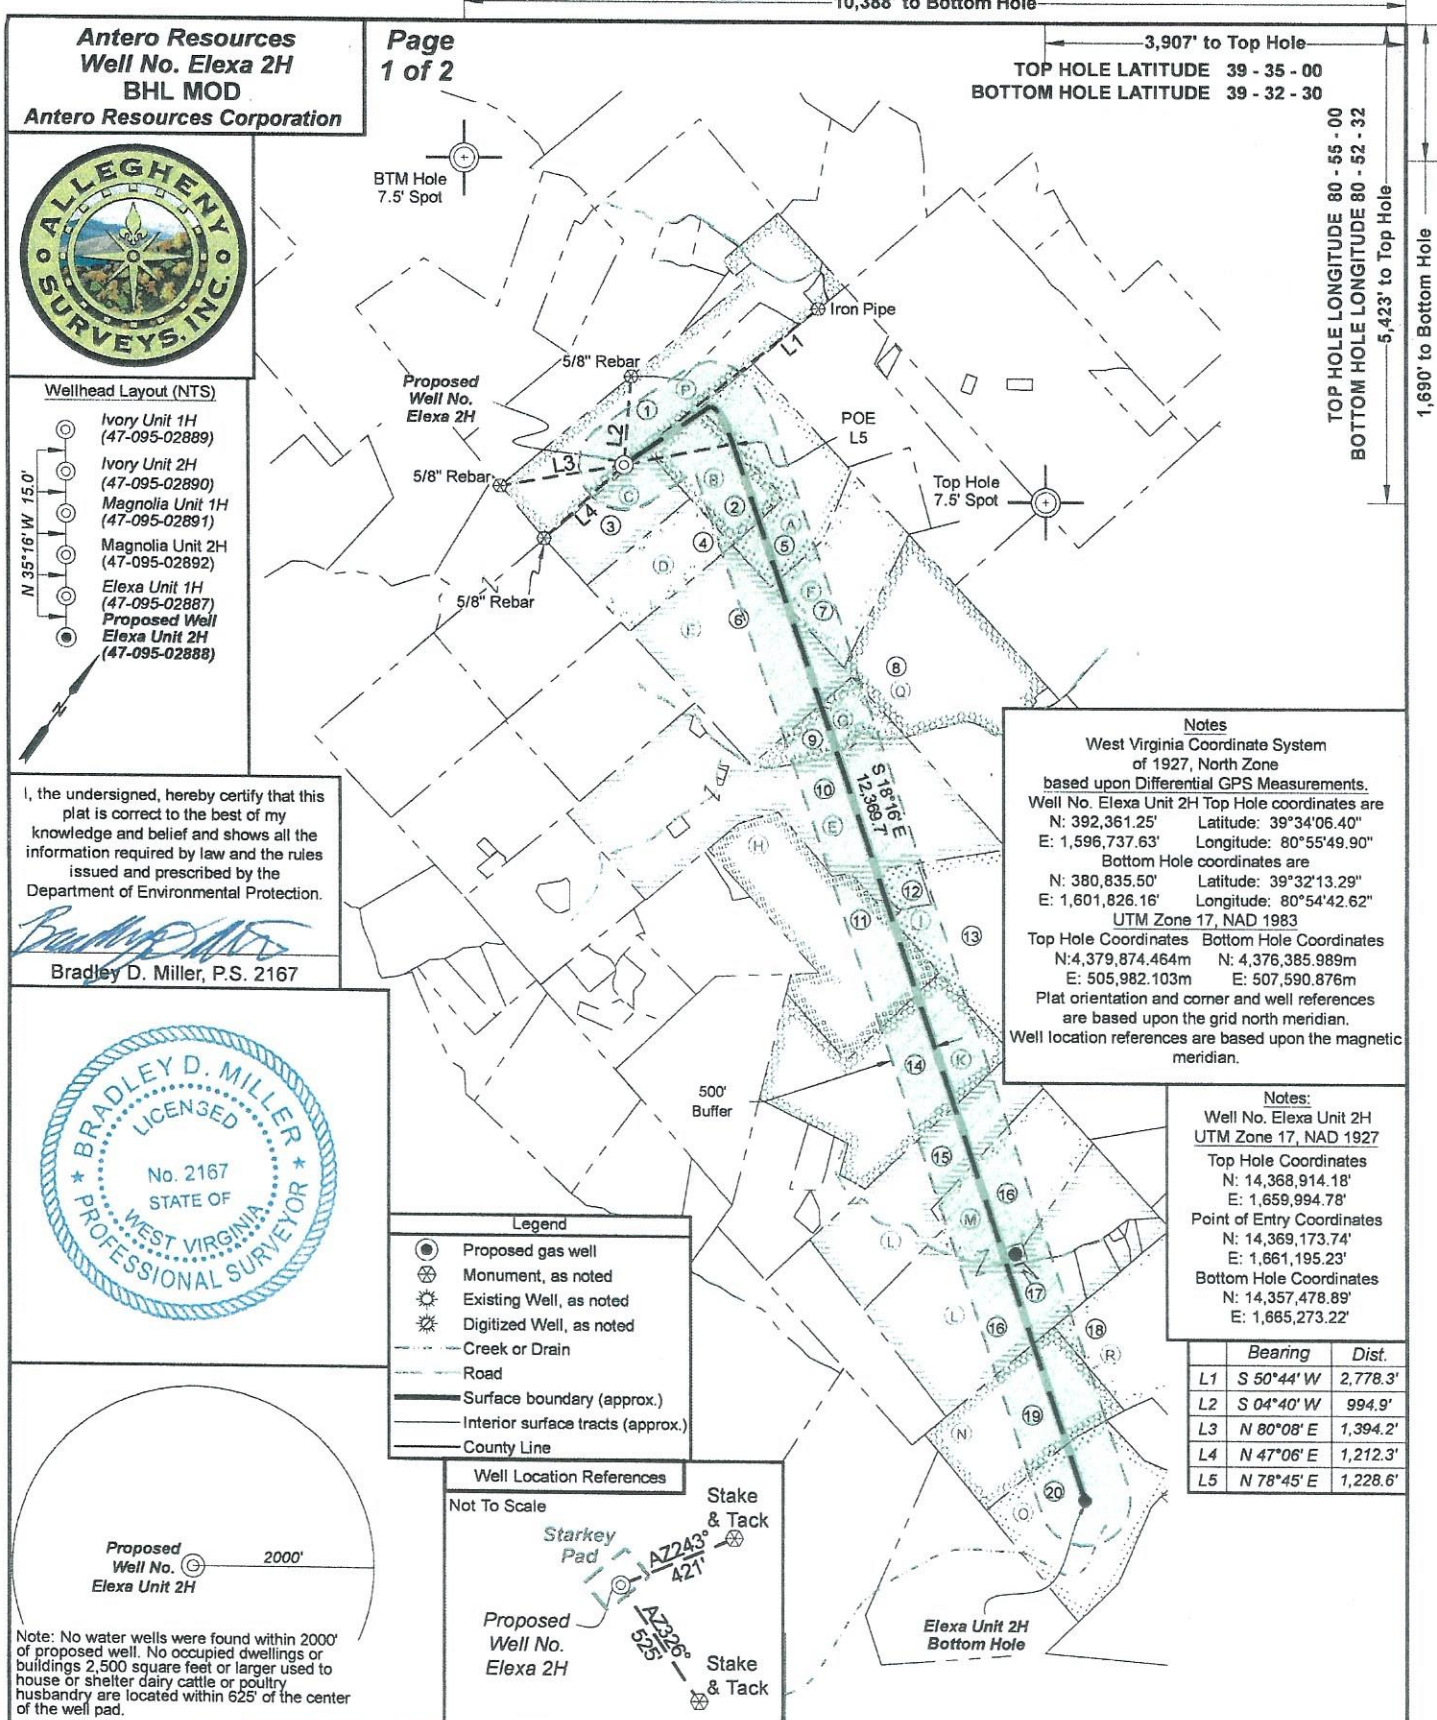 10,388' to Bottom Hole
Antero Resources
Well No. Elexa 2H
BHL MOD
Antero Resources Corporation
Page
1 of 2
3,907' to Top Hole
TOP HOLE LATITUDE 39 - 35 - 00
BOTTOM HOLE LATITUDE 39 - 32 - 30
TOP HOLE LONGITUDE 80 - 55 - 00
BOTTOM HOLE LONGITUDE 80 - 52 - 32
5,423' to Top Hole
1,690' to Bottom Hole
ALLEGHENY
SURVEYS, INC.
BTM Hole
7.5' Spot
Iron Pipe
L1
5/8" Rebar
Proposed
Well No.
Elexa 2H
P
1
L2
POE
L5
5/8" Rebar
L3
L4
C
3
B
2
A
5
4
D
5/8" Rebar
Top Hole
7.5' Spot
F
7
6
8
Q
G
9
S 18°16' E
12,369.7'
10
E
H
12
11
13
14
K
500'
Buffer
15
16
M
L
17
L
16
18
R
19
N
20
O
Elexa Unit 2H
Bottom Hole
Wellhead Layout (NTS)
Ivory Unit 1H
(47-095-02889)
Ivory Unit 2H
(47-095-02890)
Magnolia Unit 1H
(47-095-02891)
Magnolia Unit 2H
(47-095-02892)
Elexa Unit 1H
(47-095-02887)
Proposed Well
Elexa Unit 2H
(47-095-02888)
N 35°16' W 15.0'
N
I, the undersigned, hereby certify that this
plat is correct to the best of my
knowledge and belief and shows all the
information required by law and the rules
issued and prescribed by the
Department of Environmental Protection.
Bradley D. Miller, P.S. 2167
BRADLEY D. MILLER
LICENSED
No. 2167
STATE OF
WEST VIRGINIA
PROFESSIONAL SURVEYOR
Notes
West Virginia Coordinate System
of 1927, North Zone
based upon Differential GPS Measurements.
Well No. Elexa Unit 2H Top Hole coordinates are
N: 392,361.25' Latitude: 39°34'06.40"
E: 1,596,737.63' Longitude: 80°55'49.90"
Bottom Hole coordinates are
N: 380,835.50' Latitude: 39°32'13.29"
E: 1,601,826.16' Longitude: 80°54'42.62"
UTM Zone 17, NAD 1983
Top Hole Coordinates Bottom Hole Coordinates
N:4,379,874.464m N: 4,376,385.989m
E: 505,982.103m E: 507,590.876m
Plat orientation and corner and well references
are based upon the grid north meridian.
Well location references are based upon the magnetic
meridian.
Notes:
Well No. Elexa Unit 2H
UTM Zone 17, NAD 1927
Top Hole Coordinates
N: 14,368,914.18'
E: 1,659,994.78'
Point of Entry Coordinates
N: 14,369,173.74'
E: 1,661,195.23'
Bottom Hole Coordinates
N: 14,357,478.89'
E: 1,665,273.22'
Bearing Dist.
L1 S 50°44' W 2,778.3'
L2 S 04°40' W 994.9'
L3 N 80°08' E 1,394.2'
L4 N 47°06' E 1,212.3'
L5 N 78°45' E 1,228.6'
Legend
Proposed gas well
Monument, as noted
Existing Well, as noted
Digitized Well, as noted
Creek or Drain
Road
Surface boundary (approx.)
Interior surface tracts (approx.)
County Line
Well Location References
Not To Scale
Stake
& Tack
Starkey
Pad
AZ243°
421'
Proposed
Well No.
Elexa 2H
AZ326°
525'
Stake
& Tack
Proposed
Well No.
Elexa Unit 2H
2000'
Note: No water wells were found within 2000'
of proposed well. No occupied dwellings or
buildings 2,500 square feet or larger used to
house or shelter dairy cattle or poultry
husbandry are located within 625' of the center
of the well pad.